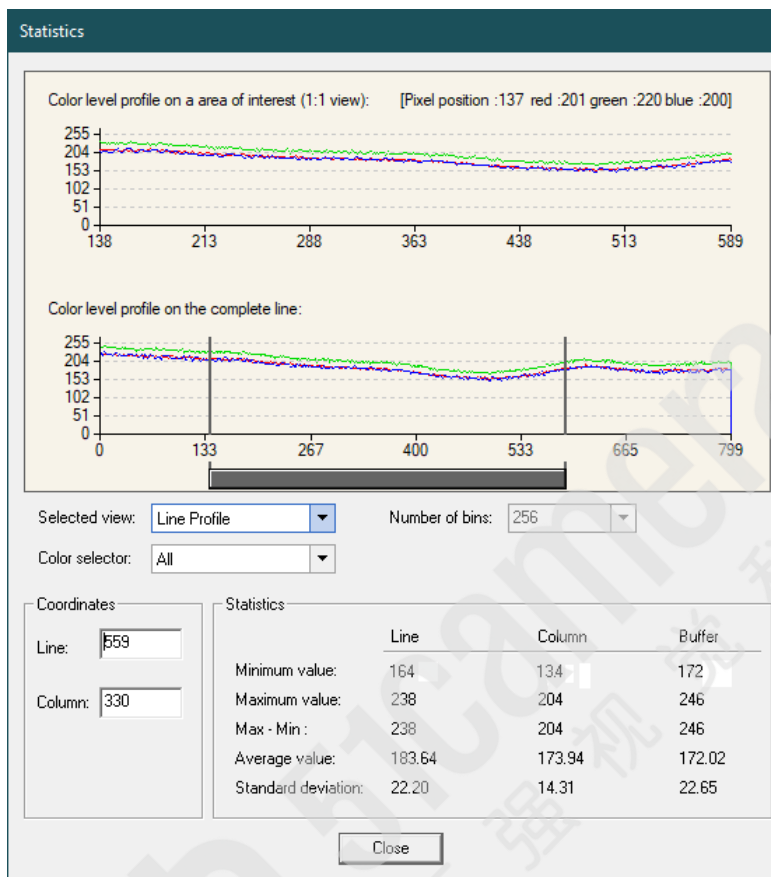 Statistics
Color level profile on a area of interest (1:1 view): [Pixel position :137 red :201 green :220 blue :200]
255
204
153
102
51
0
138 213 288 363 438 513 589
Color level profile on the complete line:
255
204
153
102
51
0
0 133 267 400 533 665 799
Selected view: Line Profile Number of bins: 256
Color selector: All
Coordinates
Line: 559
Column: 330
Statistics
Line Column Buffer
Minimum value: 164 134 172
Maximum value: 238 204 246
Max - Min : 238 204 246
Average value: 183.64 173.94 172.02
Standard deviation: 22.20 14.31 22.65
Close
51camera
强视觉